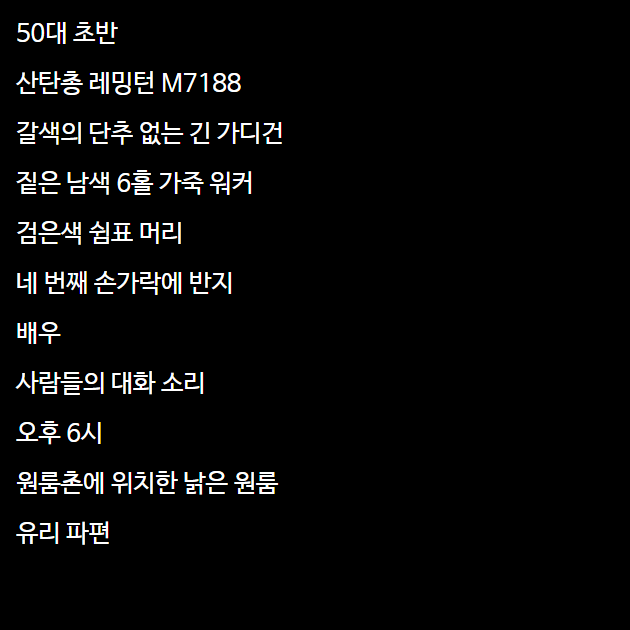 50대 초반
산탄총 레밍턴 M7188
갈색의 단추 없는 긴 가디건
짙은 남색 6홀 가죽 워커
검은색 쉼표 머리
네 번째 손가락에 반지
배우
사람들의 대화 소리
오후 6시
원룸촌에 위치한 낡은 원룸
유리 파편